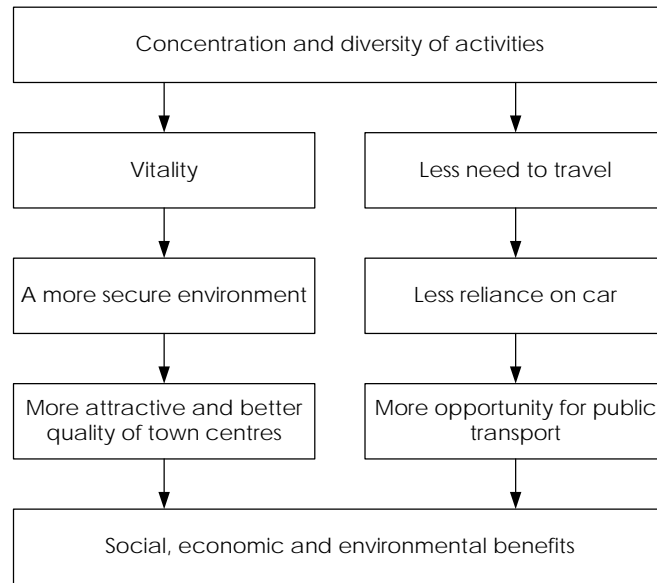 Concentration and diversity of activities
Vitality
Less need to travel
A more secure environment
Less reliance on car
More attractive and better
quality of town centres
More opportunity for public
transport
Social, economic and environmental benefits